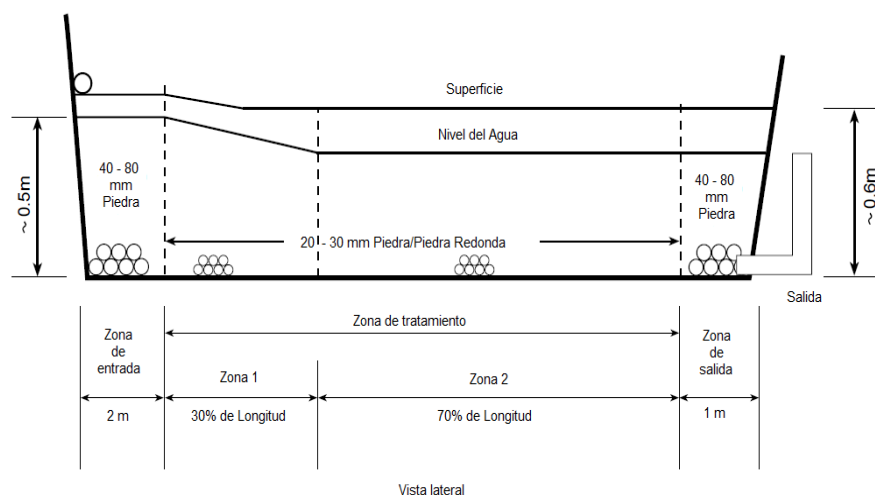 Superficie
Nivel del Agua
40 - 80
mm
Piedra
~ 0.5m
20 - 30 mm Piedra/Piedra Redonda
40 - 80
mm
Piedra
~ 0.6m
Salida
Zona
de
entrada
Zona de tratamiento
Zona
de
salida
Zona 1
Zona 2
2 m
30% de Longitud
70% de Longitud
1 m
Vista lateral